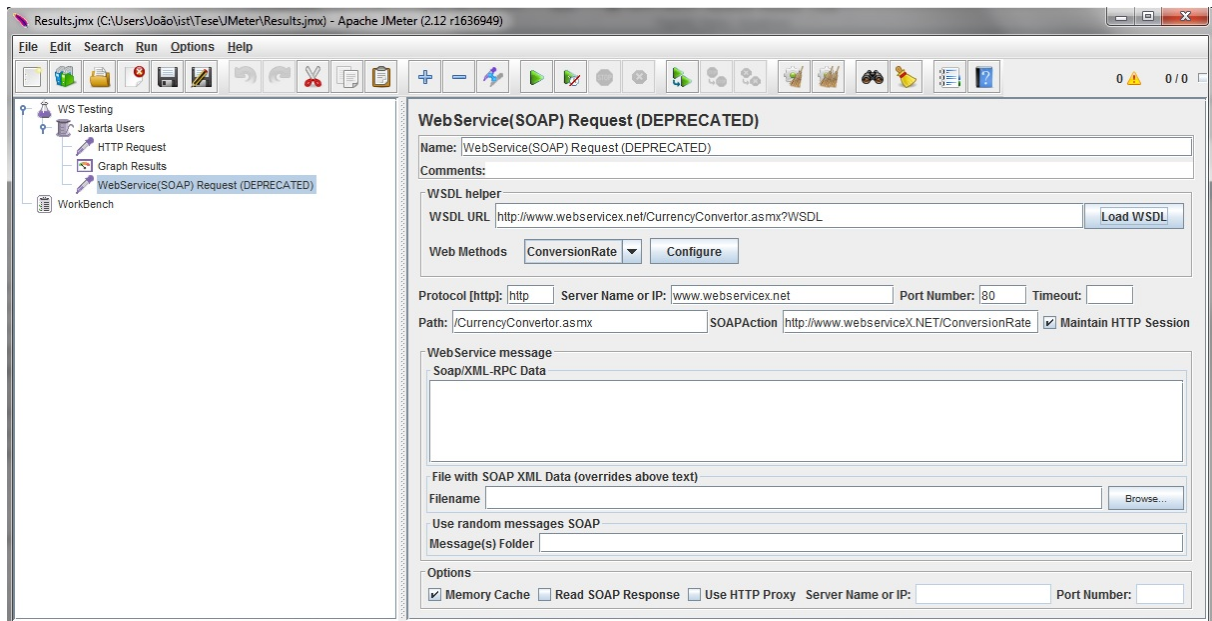 Results.jmx (C:\Users\João\ist\Tese\JMeter\Results.jmx) - Apache JMeter (2.12 r1636949)
File Edit Search Run Options Help
0 0 / 0
WS Testing
Jakarta Users
HTTP Request
Graph Results
WebService(SOAP) Request (DEPRECATED)
WorkBench
WebService(SOAP) Request (DEPRECATED)
Name: WebService(SOAP) Request (DEPRECATED)
Comments:
WSDL helper
WSDL URL http://www.webservicex.net/CurrencyConvertor.asmx?WSDL Load WSDL
Web Methods ConversionRate Configure
Protocol [http]: http Server Name or IP: www.webservicex.net Port Number: 80 Timeout:
Path: /CurrencyConvertor.asmx SOAPAction http://www.webserviceX.NET/ConversionRate Maintain HTTP Session
WebService message
Soap/XML-RPC Data
File with SOAP XML Data (overrides above text)
Filename Browse...
Use random messages SOAP
Message(s) Folder
Options
Memory Cache Read SOAP Response Use HTTP Proxy Server Name or IP: Port Number: